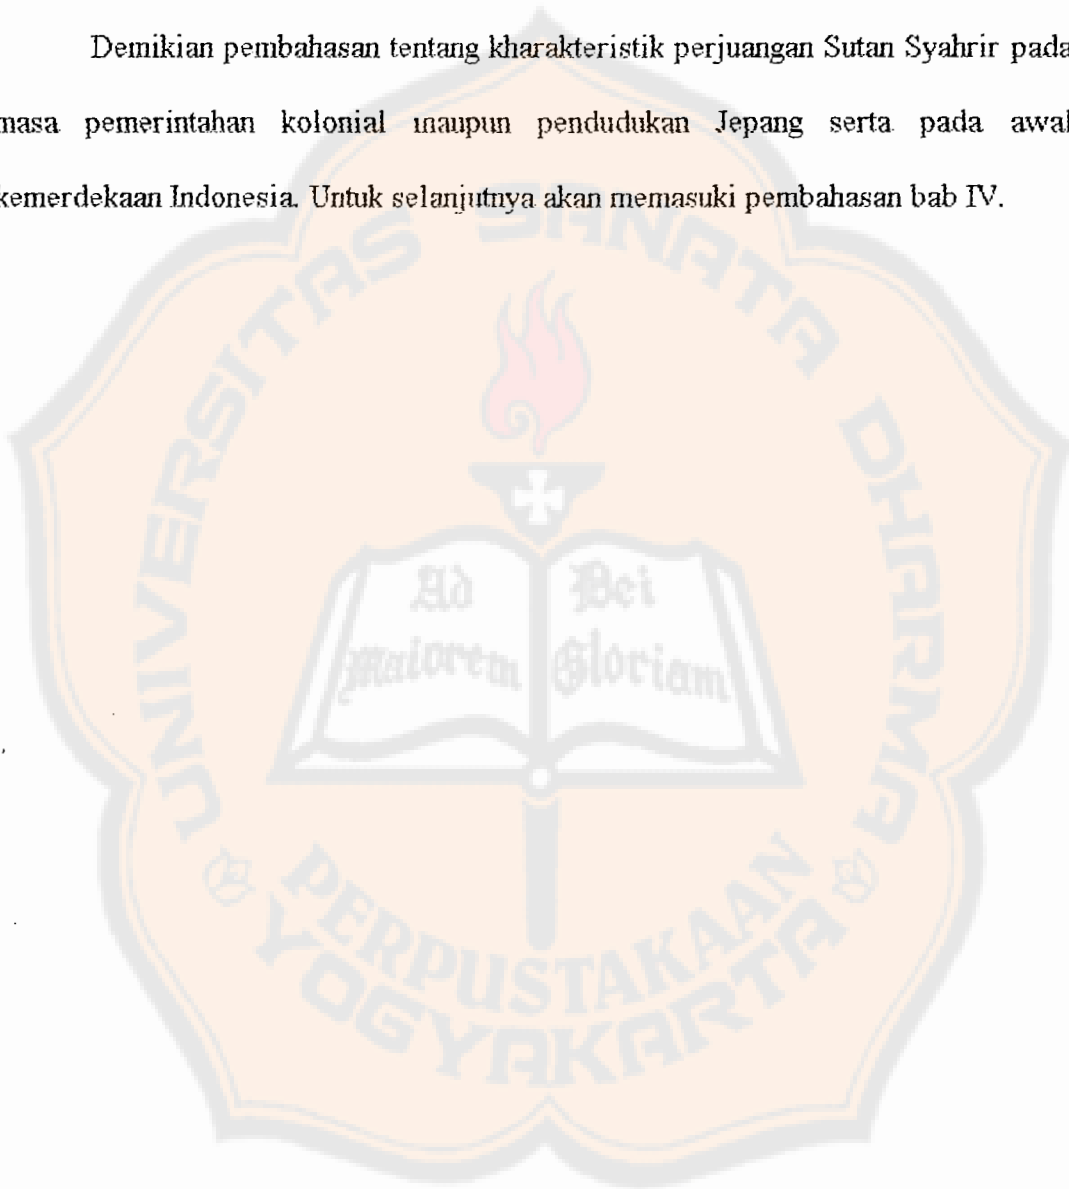 Demikian pembahasan tentang kharakteristik perjuangan Sutan Syahrir pada
masa pemerintahan kolonial maupun pendudukan Jepang serta pada awal
kemerdekaan Indonesia. Untuk selanjutnya akan memasuki pembahasan bab IV.
UNIVERSITAS SANATA DHARMA
Ad
maiorem
Dei
Gloriam
PERPUSTAKAAN
YOGYAKARTA